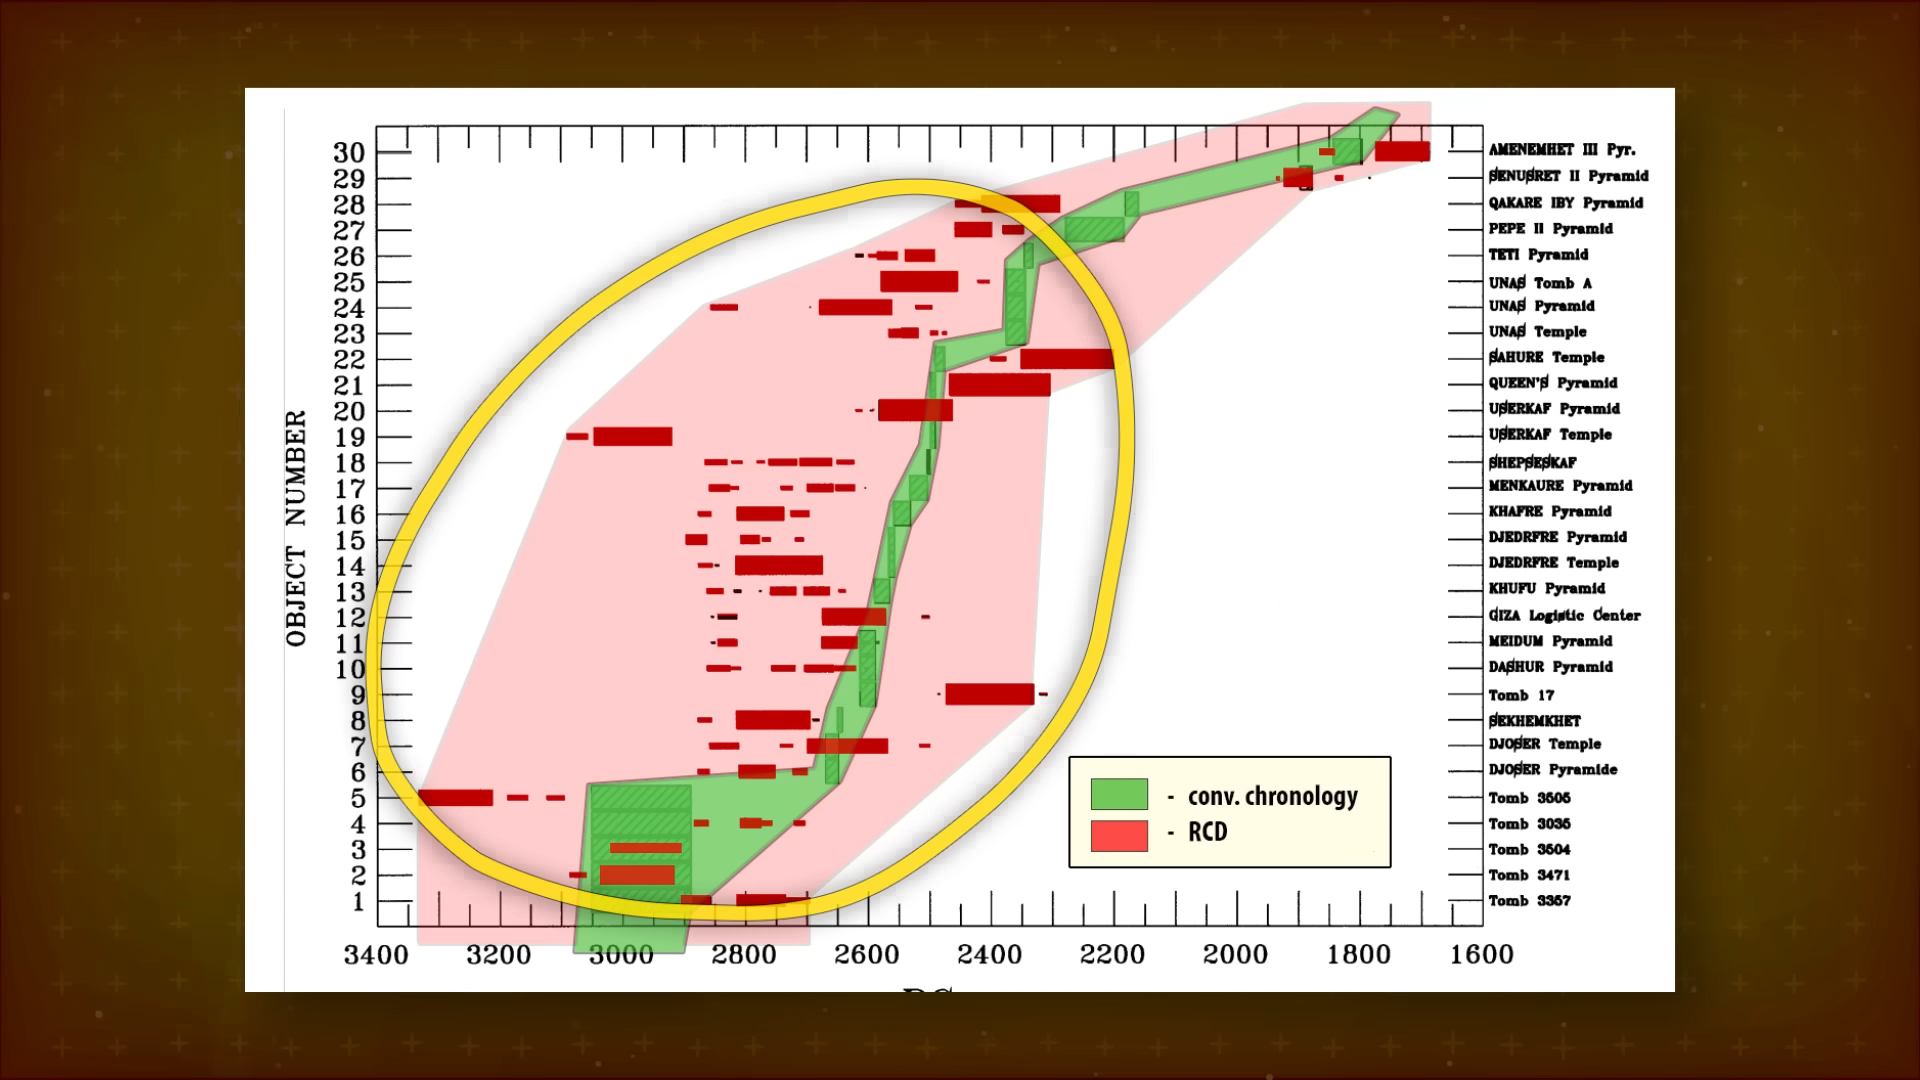 30 AMENEMHET III Pyr.
29 SENUSRET II Pyramid
28 QAKARE IBY Pyramid
27 PEPE II Pyramid
26 TETI Pyramid
25 UNAS Tomb A
24 UNAS Pyramid
23 UNAS Temple
22 SAHURE Temple
21 QUEEN'S Pyramid
20 USERKAF Pyramid
19 USERKAF Temple
18 SHEPSESKAF
17 MENKAURE Pyramid
16 KHAFRE Pyramid
15 DJEDRFRE Pyramid
14 DJEDRFRE Temple
13 KHUFU Pyramid
12 GIZA Logistic Center
11 MEIDUM Pyramid
10 DASHUR Pyramid
9 Tomb 17
8 SEKHEMKHET
7 DJOSER Temple
6 DJOSER Pyramide
5 Tomb 3505
4 Tomb 3035
3 Tomb 3504
2 Tomb 3471
1 Tomb 3357
OBJECT NUMBER
- conv. chronology
- RCD
3400 3200 3000 2800 2600 2400 2200 2000 1800 1600